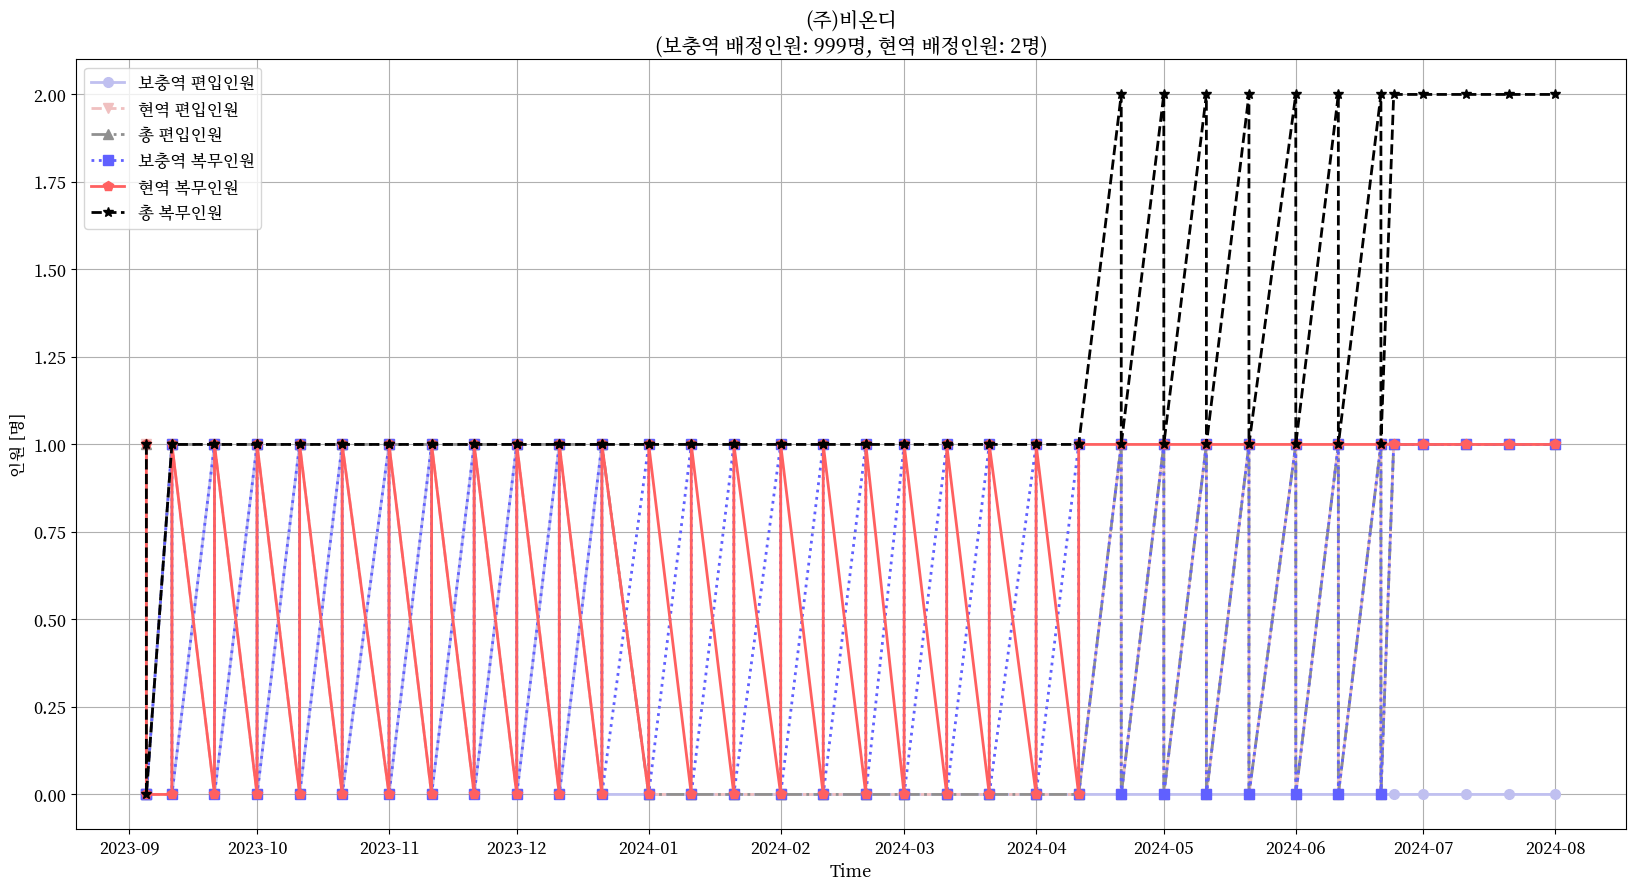 (주)비온디
(보충역 배정인원: 999명, 현역 배정인원: 2명)
보충역 편입인원
현역 편입인원
총 편입인원
보충역 복무인원
현역 복무인원
총 복무인원
인원 [명]
2.00
1.75
1.50
1.25
1.00
0.75
0.50
0.25
0.00
2023-09
2023-10
2023-11
2023-12
2024-01
2024-02
2024-03
2024-04
2024-05
2024-06
2024-07
2024-08
Time